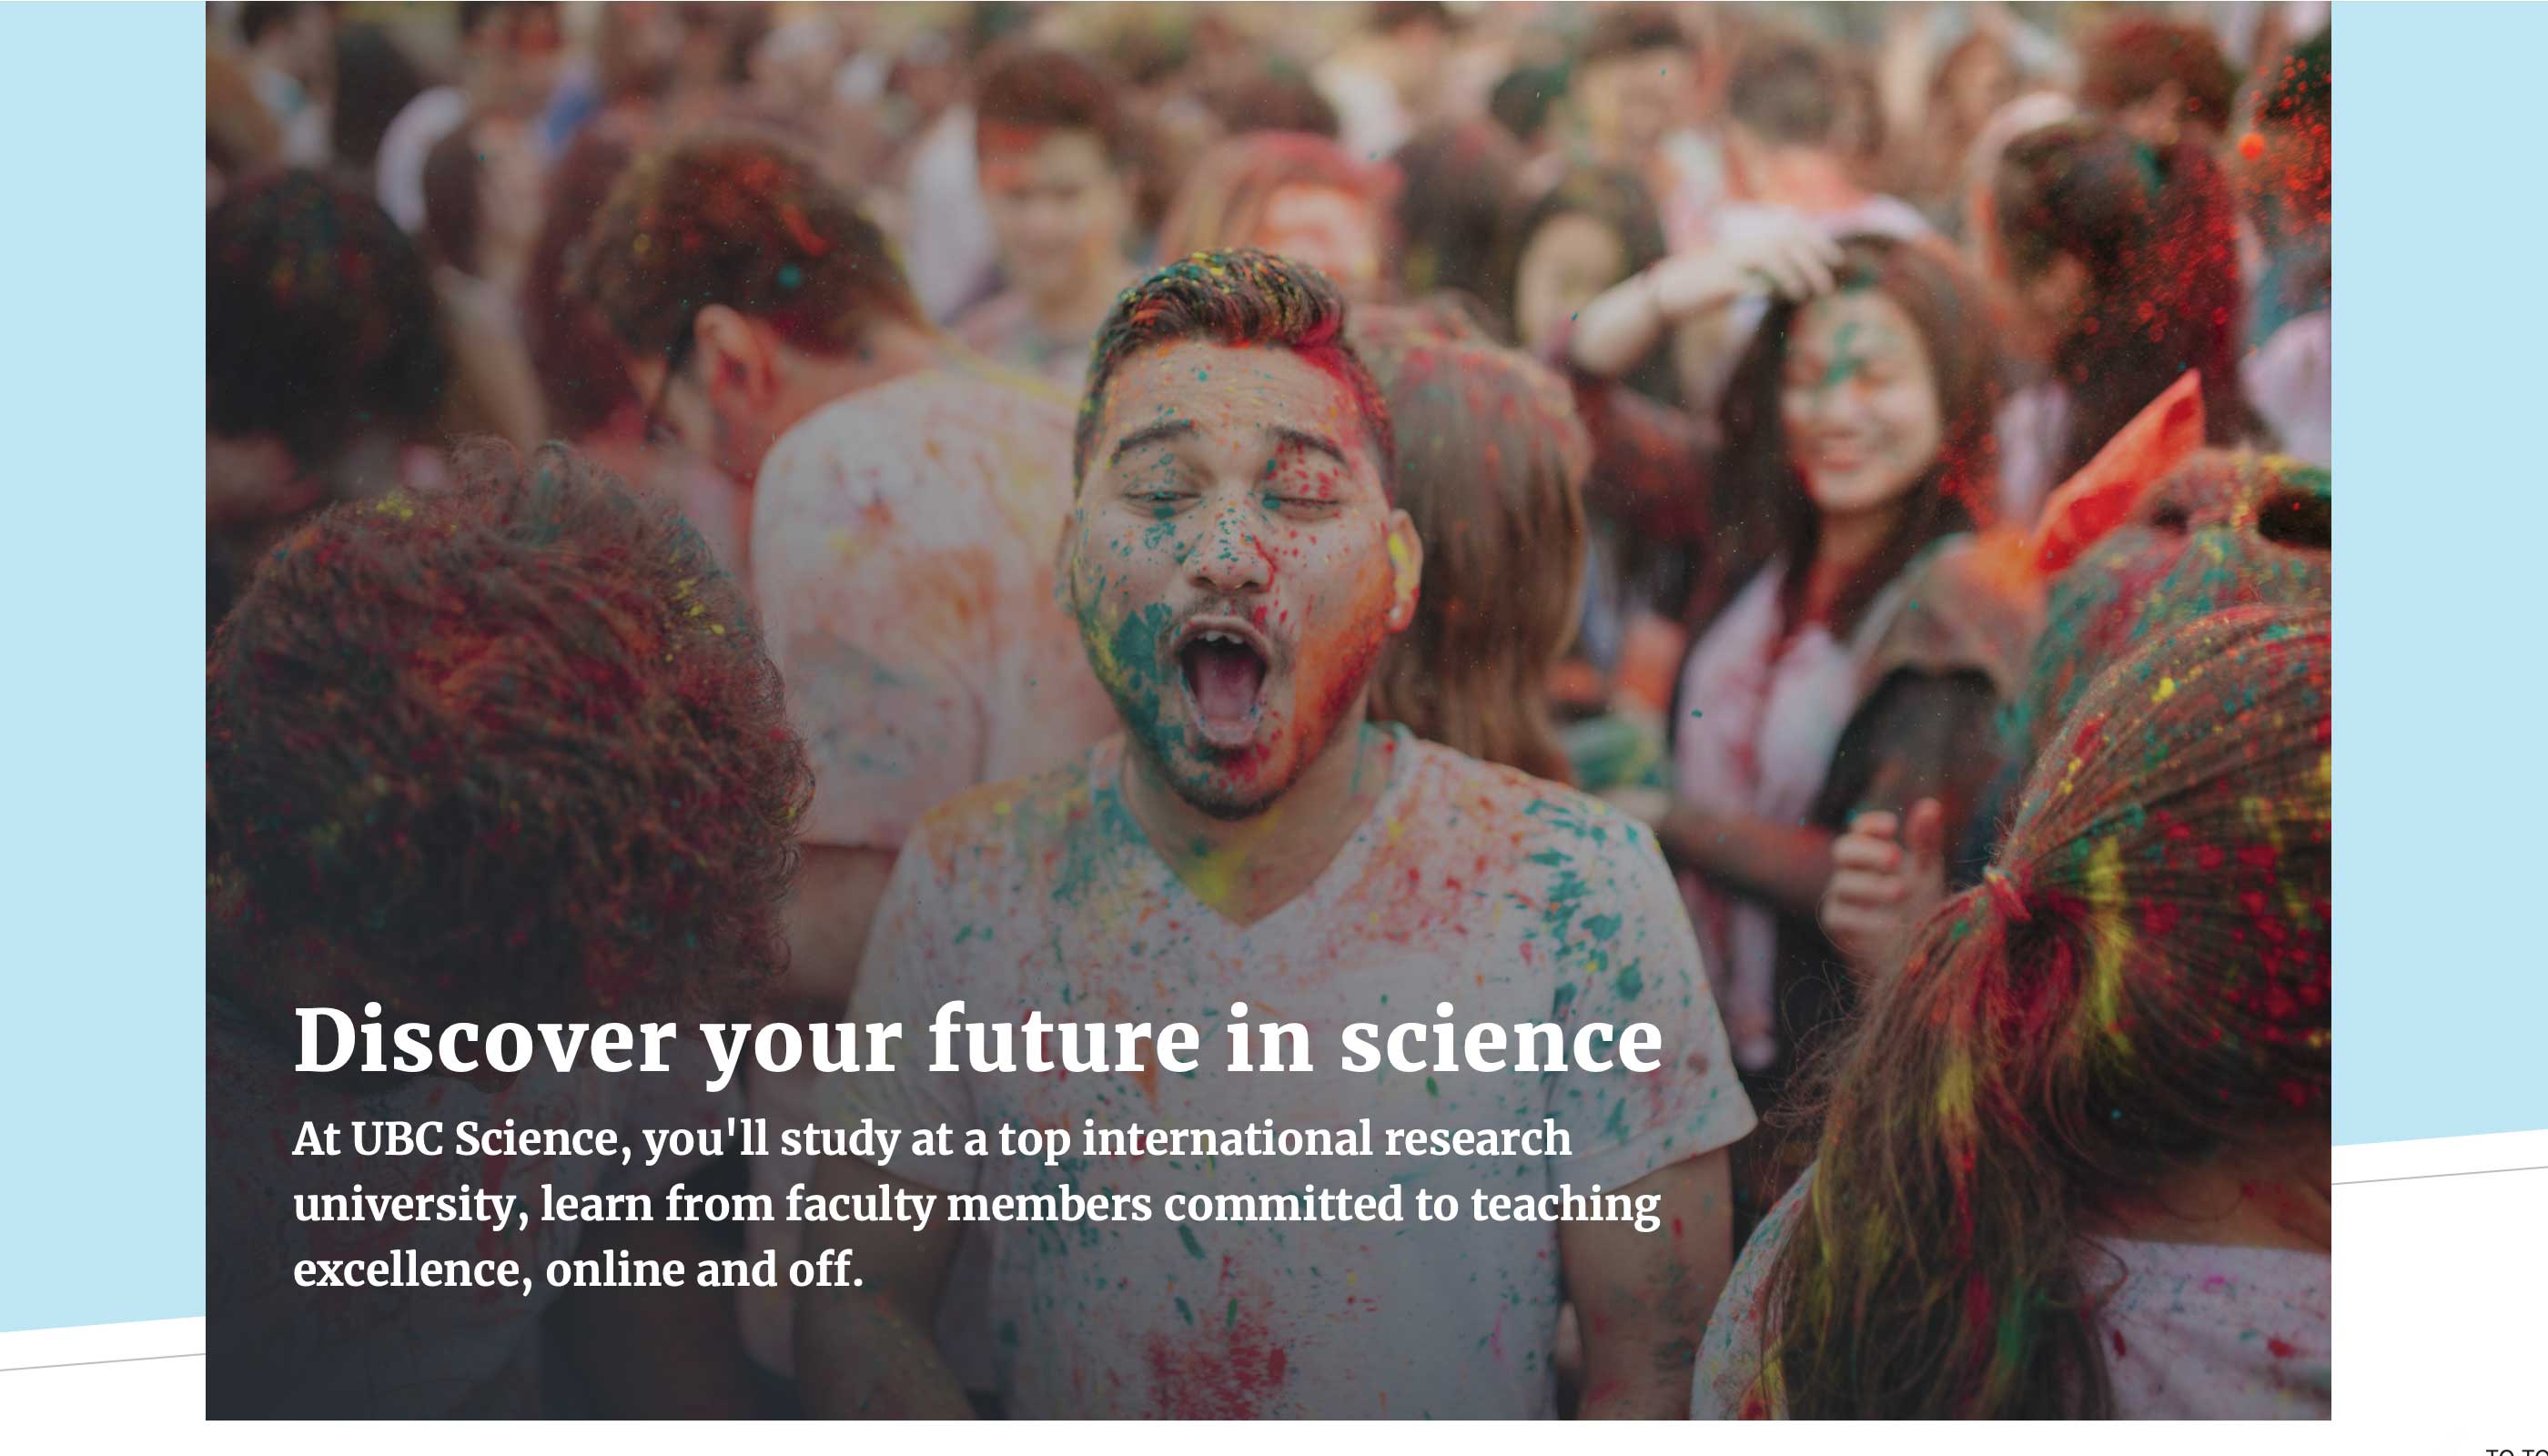 Discover your future in science
At UBC Science, you'll study at a top international research
university, learn from faculty members committed to teaching
excellence, online and off.